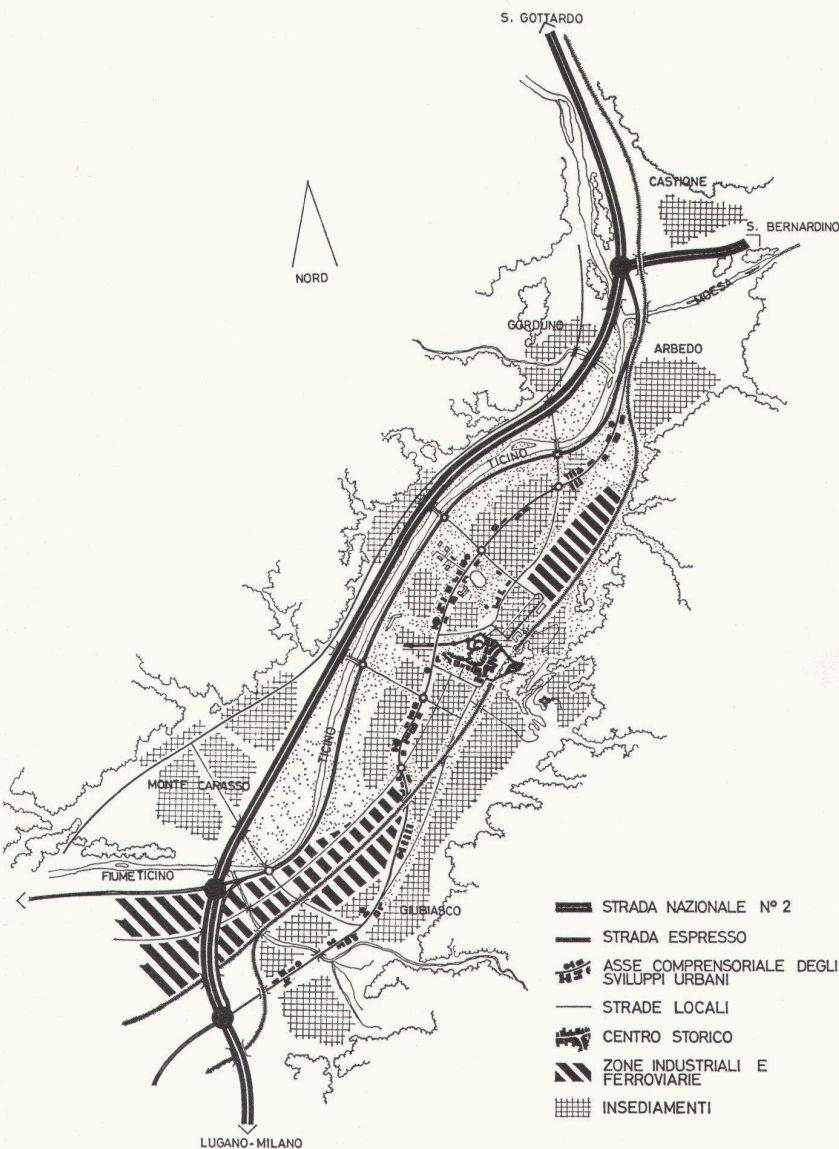 S. GOTTARDO
CASTIONE
S. BERNARDINO
NORD
MOESA
GORDUNO
ARBEDO
TICINO
TICINO
MONTE CARASSO
FIUME TICINO
GIUBIASCO
STRADA NAZIONALE N° 2
STRADA ESPRESSO
ASSE COMPRENSORIALE DEGLI
SVILUPPI URBANI
STRADE LOCALI
CENTRO STORICO
ZONE INDUSTRIALI E
FERROVIARIE
INSEDIAMENTI
LUGANO-MILANO